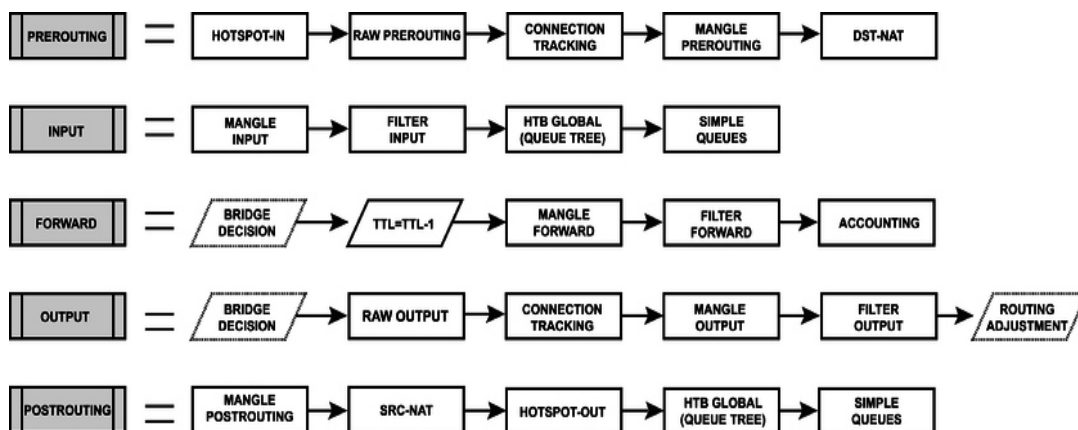 PREROUTING
=
HOTSPOT-IN
RAW PREROUTING
CONNECTION
TRACKING
MANGLE
PREROUTING
DST-NAT
INPUT
=
MANGLE
INPUT
FILTER
INPUT
HTB GLOBAL
(QUEUE TREE)
SIMPLE
QUEUES
FORWARD
=
BRIDGE
DECISION
TTL=TTL-1
MANGLE
FORWARD
FILTER
FORWARD
ACCOUNTING
OUTPUT
=
BRIDGE
DECISION
RAW OUTPUT
CONNECTION
TRACKING
MANGLE
OUTPUT
FILTER
OUTPUT
ROUTING
ADJUSTMENT
POSTROUTING
=
MANGLE
POSTROUTING
SRC-NAT
HOTSPOT-OUT
HTB GLOBAL
(QUEUE TREE)
SIMPLE
QUEUES